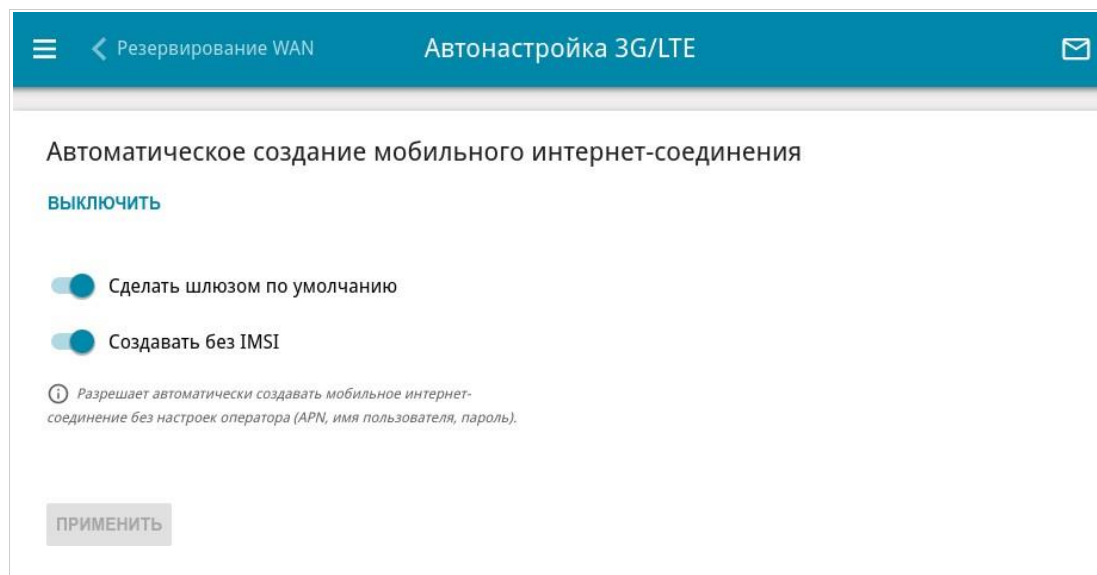 Резервирование WAN
Автонастройка 3G/LTE
Автоматическое создание мобильного интернет-соединения
ВЫКЛЮЧИТЬ
Сделать шлюзом по умолчанию
Создавать без IMSI
Разрешает автоматически создавать мобильное интернет-
соединение без настроек оператора (APN, имя пользователя, пароль).
ПРИМЕНИТЬ